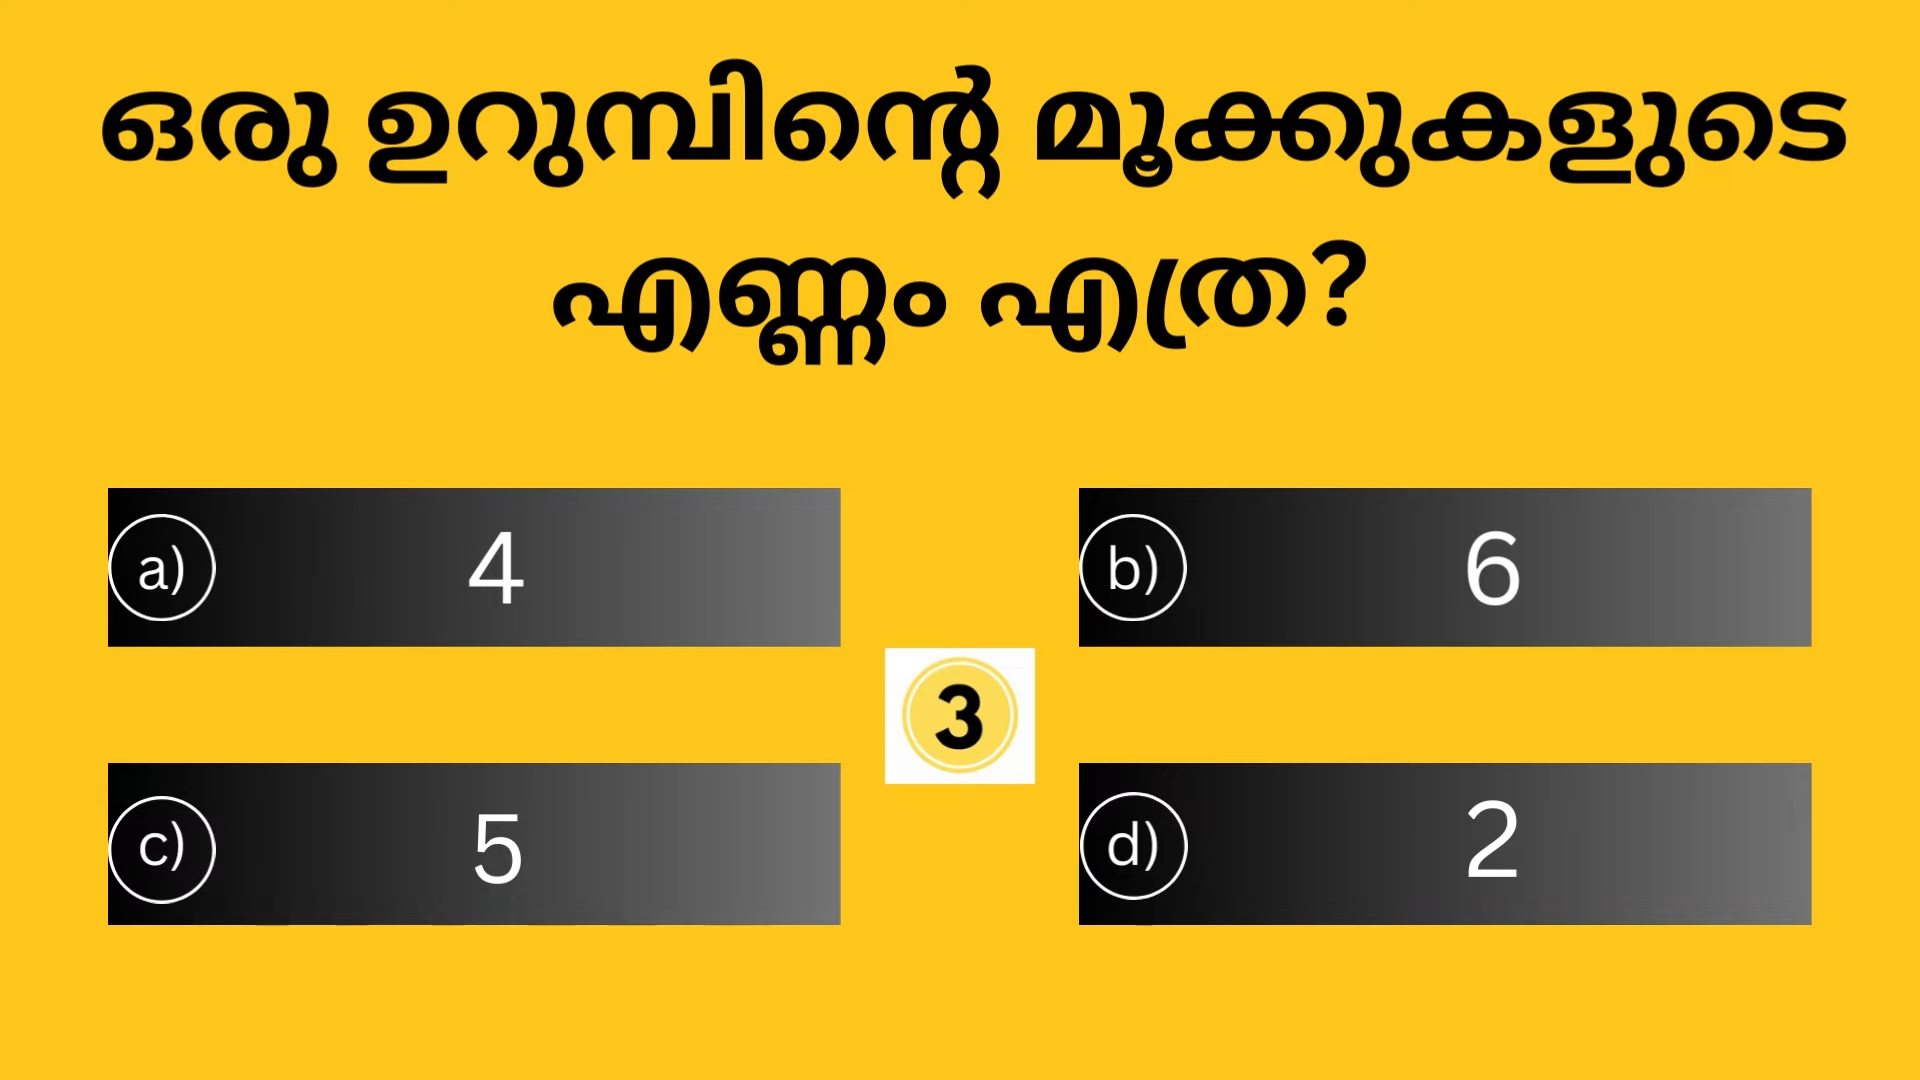 ഒരു ഉറുമ്പിന്റെ മൂക്കുകളുടെ
എണ്ണം എത്ര?
a) 4
b) 6
3
c) 5
d) 2